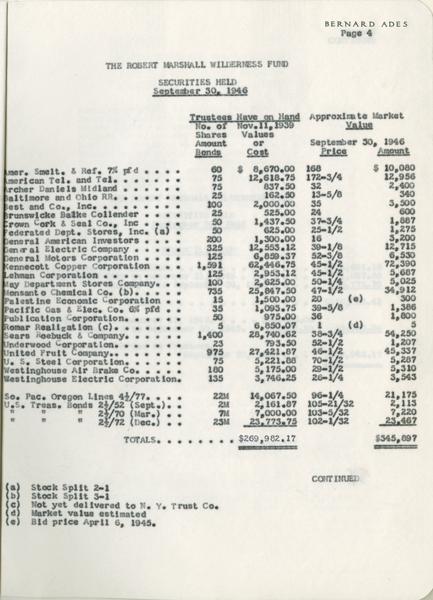 BERNARD ADES
Page 4
THE ROBERT MARSHALL WILDERNESS FUND
SECURITIES HELD
September 30, 1946
Trustees Have on Hand Approximate Market
No. of Nov.11,1939 Value
Shares Values
Amount or September 30, 1946
Bonds Cost Price Amount
Amer. Smelt. & Ref. 7% pfd . . . . 60 $ 8,670.00 168 $ 10,080
American Tel. and Tel. . . . . . 75 12,618.75 172-3/4 12,956
Archer Daniels Midland . . . . . 75 837.50 32 2,400
Baltimore and Ohio RR. . . . . . 25 162.50 13-5/8 340
Best and Co., Inc. . . . . . . 100 2,000.00 35 3,500
Brunswicke Balke Collender . . . . 25 525.00 24 600
Crown Cork & Seal Co., Inc . . . . 50 1,437.50 37-3/4 1,887
Federated Dept. Stores, Inc. (a) . . 50 625.00 25-1/2 1,275
General American Investors . . . . 200 1,300.00 16 3,200
General Electric Company . . . . . 325 12,553.12 39-1/8 12,715
General Motors Corporation . . . . 125 6,859.37 52-3/8 6,530
Kennecott Copper Corporation . . . 1,591 62,446.75 45-1/2 72,390
Lehman Corporation . . . . . . 125 2,953.12 45-1/2 5,687
May Department Stores Company. . . . 100 2,625.00 50-1/4 5,025
Monsanto Chemical Co. (b). . . . . 735 25,847.50 47-1/2 34,912
Palestine Economic Corporation . . . 15 1,500.00 20 (e) 300
Pacific Gas & Elec. Co. 6% pfd . . . 35 1,093.75 39-5/8 1,386
Publication Corporation. . . . . . 50 975.00 36 1,800
Romar Realization (c). . . . . . 5 6,850.07 1 (d) 5
Sears Roebuck & Company. . . . . . 1,400 28,740.62 38-3/4 54,250
Underwood Corporation. . . . . . 23 793.50 52-1/2 1,207
United Fruit Company. . . . . . 975 27,421.87 46-1/2 45,337
U. S. Steel Corporation. . . . . . 75 5,221.88 70-1/2 5,287
Westinghouse Air Brake Co. . . . . 180 5,175.00 29-1/2 5,310
Westinghouse Electric Corporation. . 135 3,746.25 26-1/4 3,543
So. Pac. Oregon Lines 4½/77. . . . 22M 14,067.50 96-1/4 21,175
U.S. Treas. Bonds 2½/52 (Sept.). . . 2M 2,161.87 105-21/32 2,113
" " " 2½/70 (Mar.) . . . 7M 7,000.00 103-5/32 7,220
" " " 2½/72 (Dec.) . . . 23M 23,773.75 102-1/32 23,467
TOTALS. . . . . . . . . $269,982.17 $345,897
CONTINUED
(a) Stock Split 2-1
(b) Stock Split 3-1
(c) Not yet delivered to N. Y. Trust Co.
(d) Market value estimated
(e) Bid price April 6, 1945.